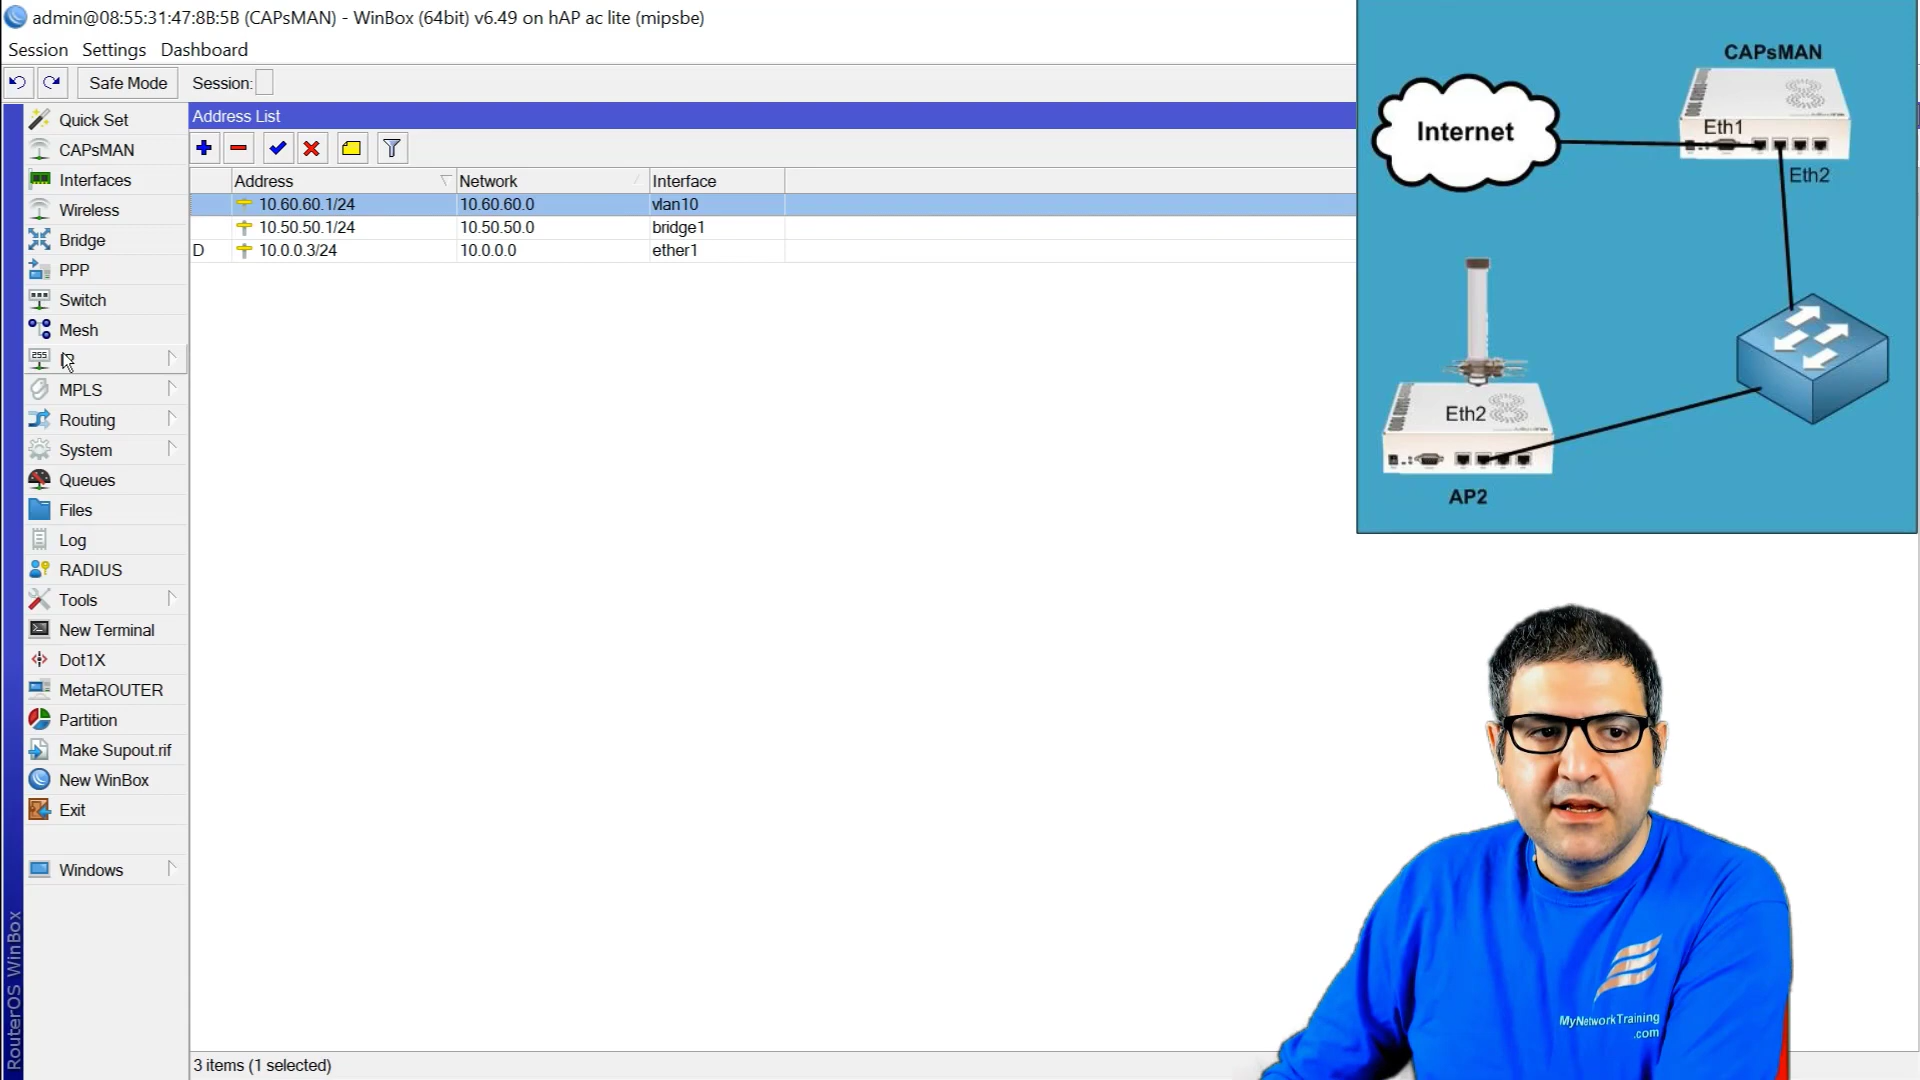 admin@08:55:31:47:8B:5B (CAPsMAN) - WinBox (64bit) v6.49 on hAP ac lite (mipsbe)
Session Settings Dashboard
Safe Mode Session:
Quick Set
CAPsMAN
Interfaces
Wireless
Bridge
PPP
Switch
Mesh
MPLS
Routing
System
Queues
Files
Log
RADIUS
Tools
New Terminal
Dot1X
MetaROUTER
Partition
Make Supout.rif
New WinBox
Exit
Windows
RouterOS WinBox
Address List
Address Network Interface
10.60.60.1/24 10.60.60.0 vlan10
10.50.50.1/24 10.50.50.0 bridge1
D 10.0.0.3/24 10.0.0.0 ether1
3 items (1 selected)
CAPsMAN
Internet
Eth1
Eth2
Eth2
AP2
MyNetworkTraining
.com